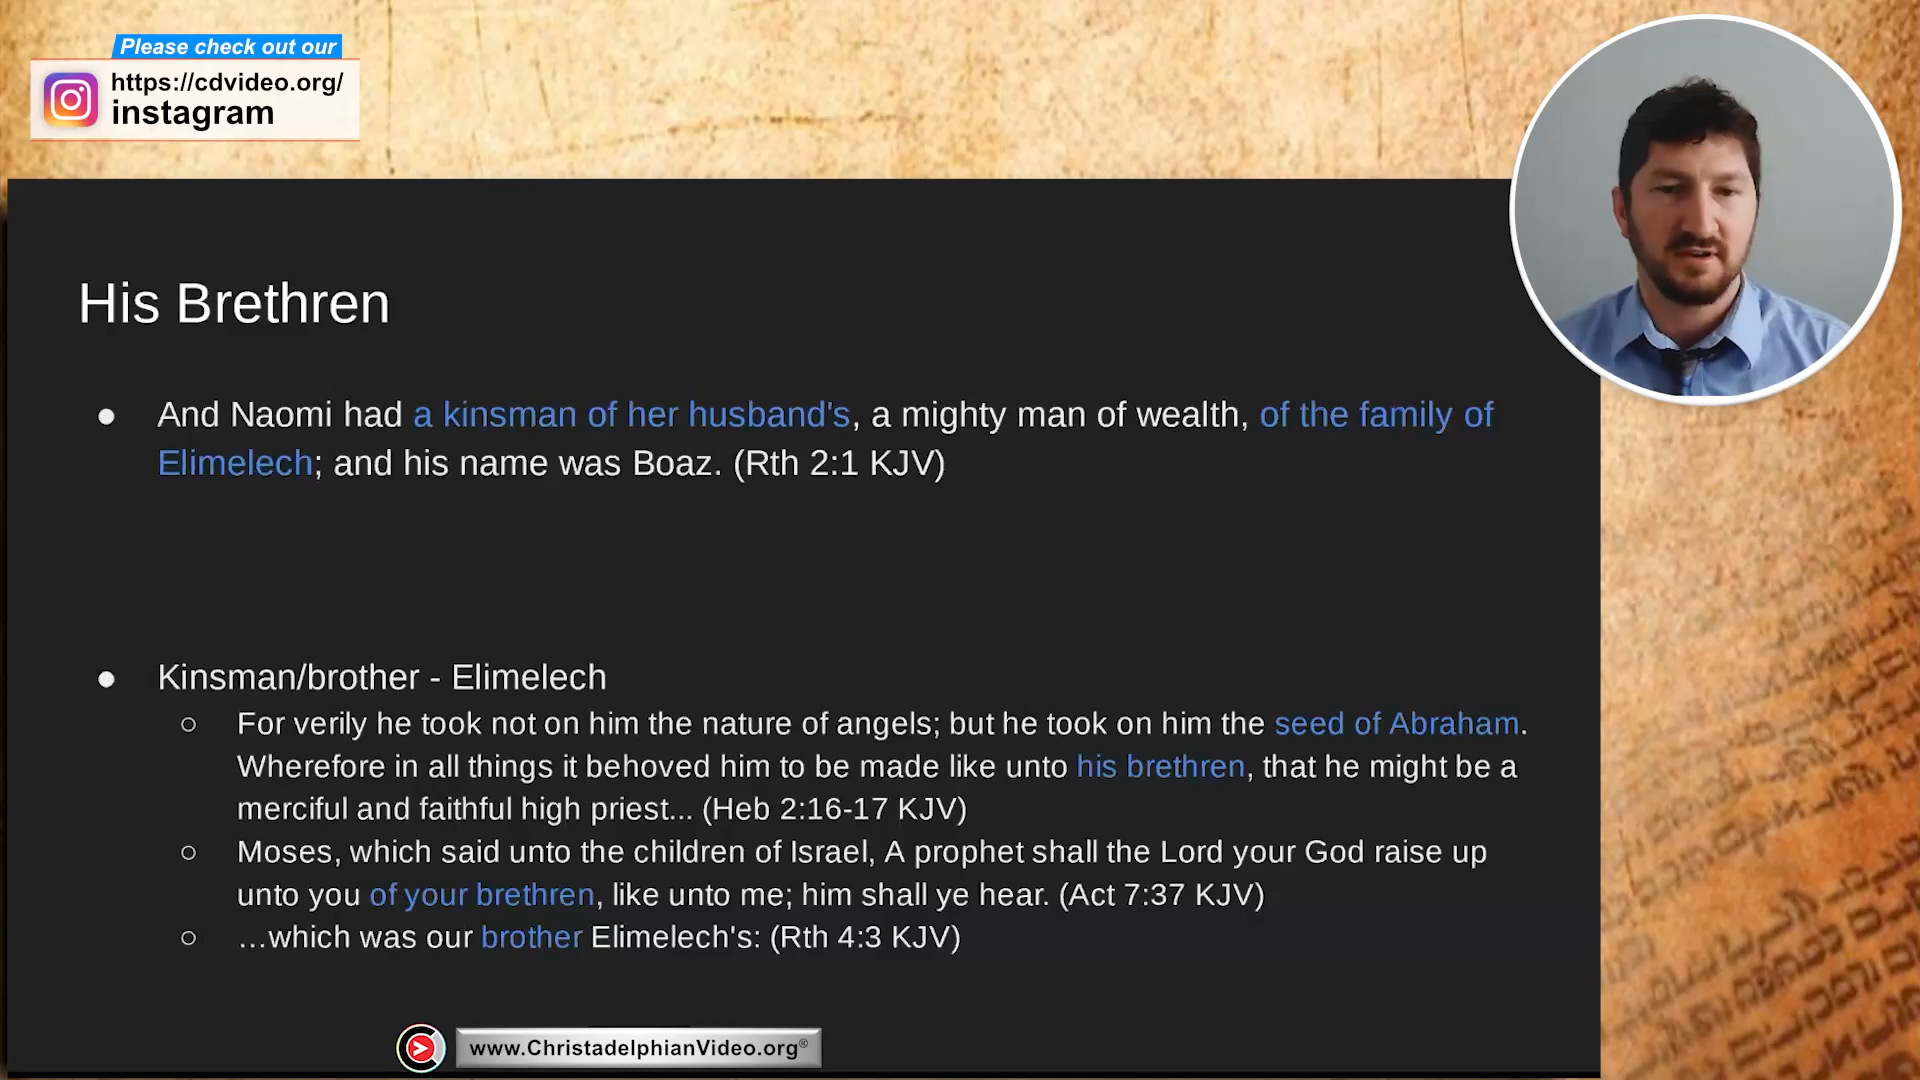 Please check out our
https://cdvideo.org/
instagram
His Brethren
● And Naomi had a kinsman of her husband's, a mighty man of wealth, of the family of
Elimelech; and his name was Boaz. (Rth 2:1 KJV)
● Kinsman/brother - Elimelech
○ For verily he took not on him the nature of angels; but he took on him the seed of Abraham.
Wherefore in all things it behoved him to be made like unto his brethren, that he might be a
merciful and faithful high priest... (Heb 2:16-17 KJV)
○ Moses, which said unto the children of Israel, A prophet shall the Lord your God raise up
unto you of your brethren, like unto me; him shall ye hear. (Act 7:37 KJV)
○ …which was our brother Elimelech's: (Rth 4:3 KJV)
www.ChristadelphianVideo.org®